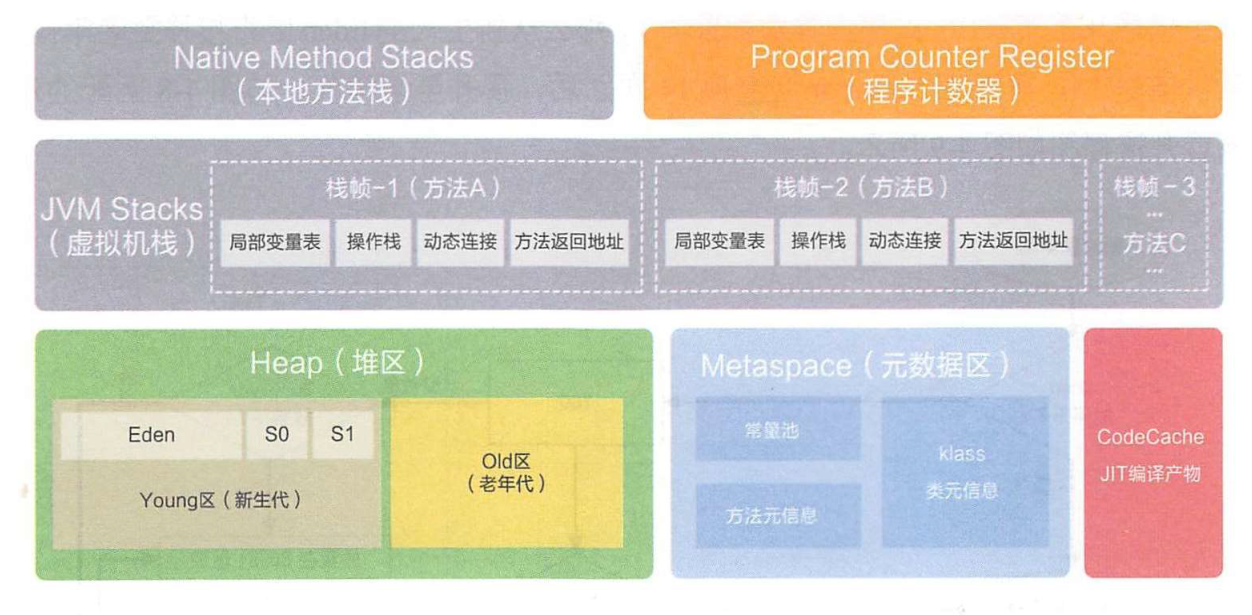 Native Method Stacks
（本地方法栈）
Program Counter Register
（程序计数器）
JVM Stacks
（虚拟机栈）
栈帧-1（方法A）
局部变量表 操作栈 动态连接 方法返回地址
栈帧-2（方法B）
局部变量表 操作栈 动态连接 方法返回地址
栈帧-3
...
方法C
...
Heap（堆区）
Eden S0 S1
Young区（新生代）
Old区
（老年代）
Metaspace（元数据区）
常量池
方法元信息
klass
类元信息
CodeCache
JIT编译产物